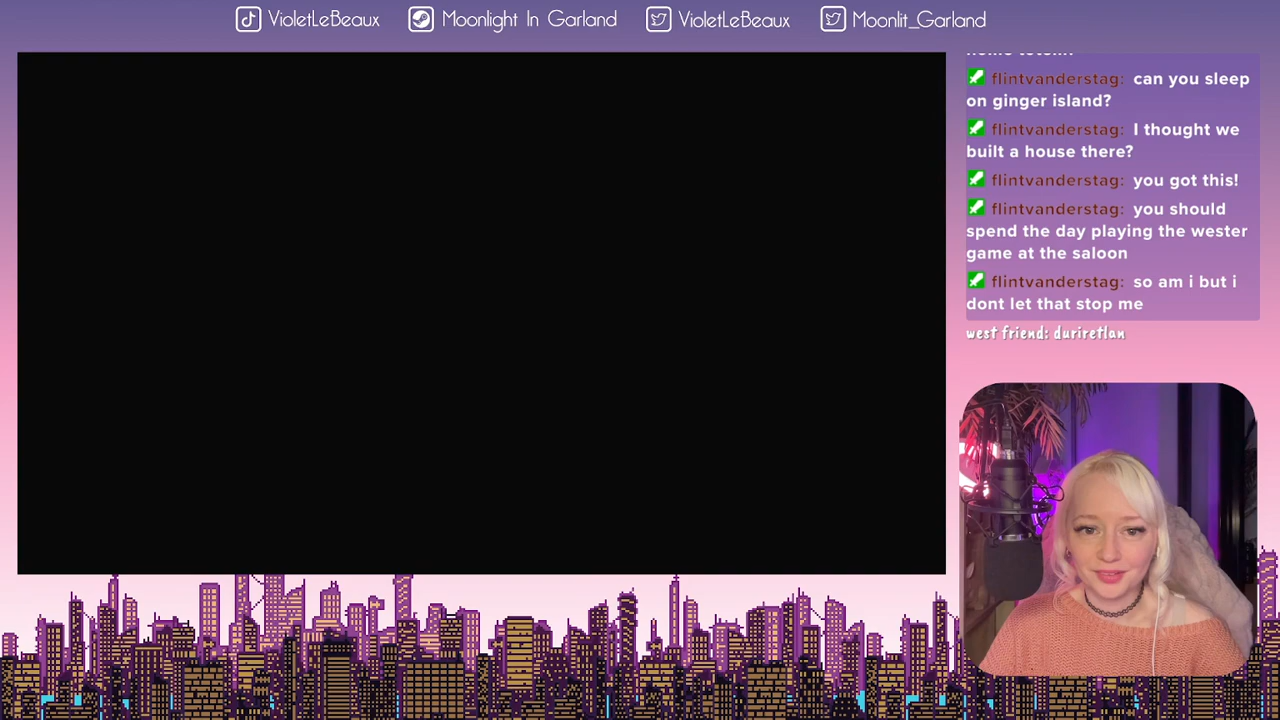 VioletLeBeaux
Moonlight In Garland
VioletLeBeaux
Moonlit_Garland
flintvanderstag: can you sleep
on ginger island?
flintvanderstag: I thought we
built a house there?
flintvanderstag: you got this!
flintvanderstag: you should
spend the day playing the wester
game at the saloon
flintvanderstag: so am i but i
dont let that stop me
west friend: duriretlan